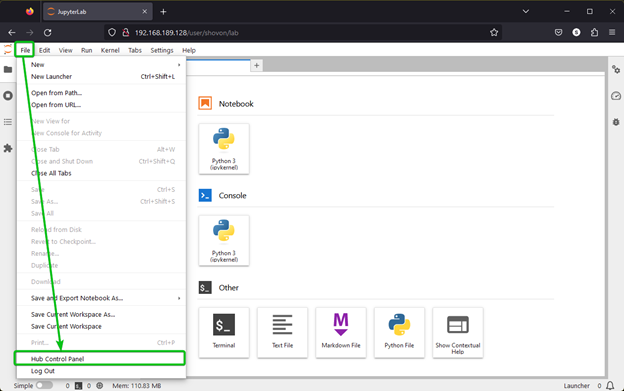 JupyterLab
192.168.189.128/user/shovon/lab
File Edit View Run Kernel Tabs Settings Help
New
New Launcher Ctrl+Shift+L
Open from Path...
Open from URL...
New View for
New Console for Activity
Close Tab Alt+W
Close and Shut Down Ctrl+Shift+Q
Close All Tabs
Save Ctrl+S
Save As... Ctrl+Shift+S
Save All
Reload from Disk
Revert to Checkpoint...
Rename...
Duplicate
Download
Save and Export Notebook As...
Save Current Workspace As...
Save Current Workspace
Print... Ctrl+P
Hub Control Panel
Log Out
Notebook
Python 3
(ipykernel)
Console
Python 3
(ipykernel)
$_ Other
$_
Terminal
Text File
M
Markdown File
Python File
Show Contextual
Help
Simple 0 $_ 0 Mem: 110.83 MB Launcher 0